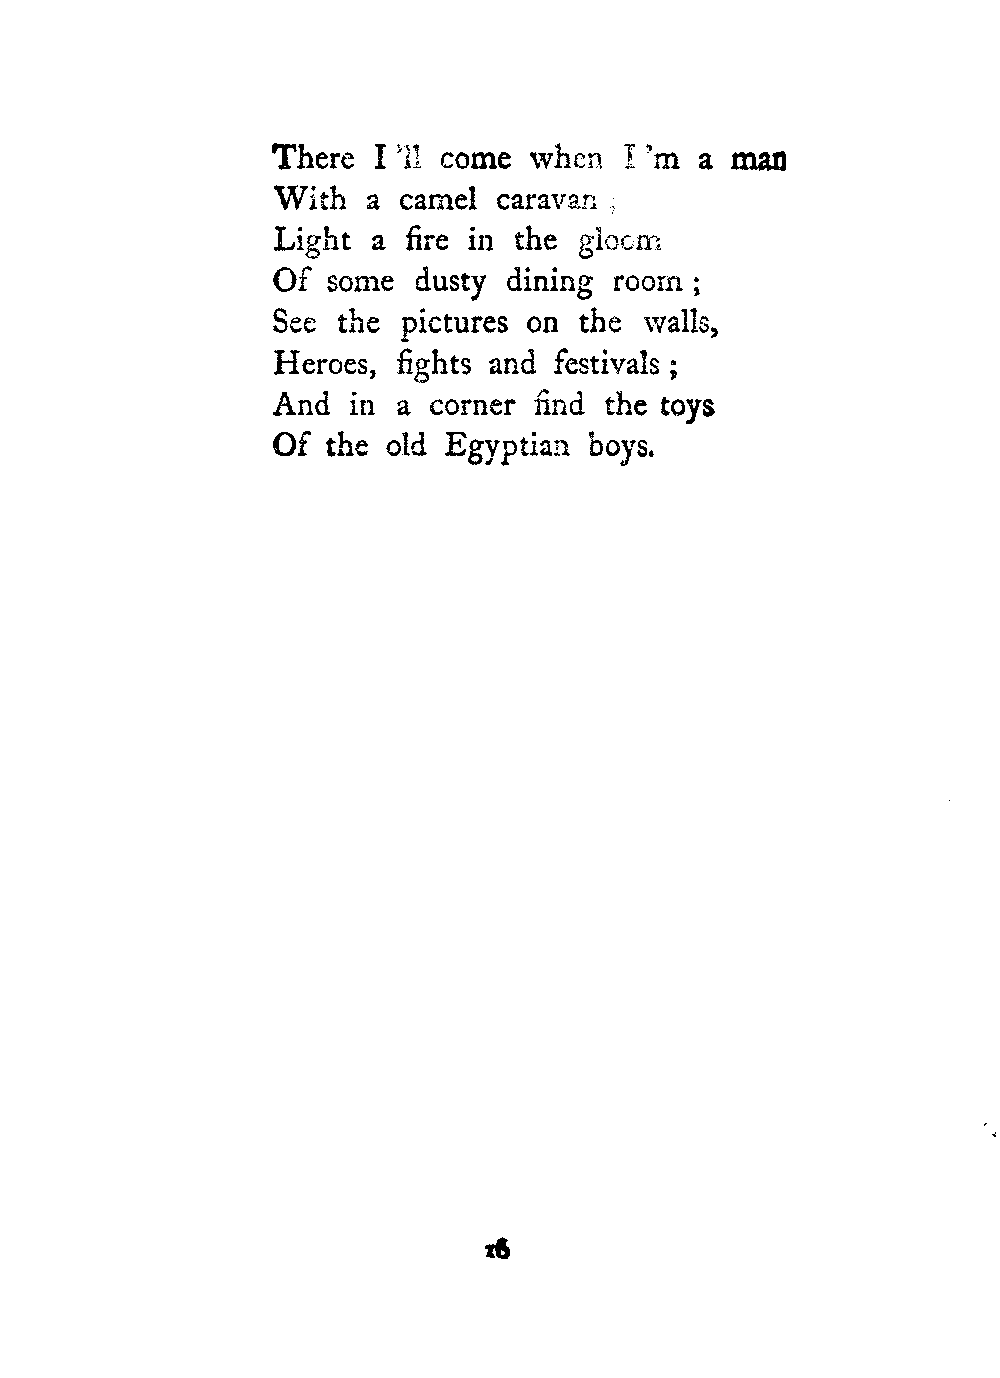 There I 'll come when I 'm a man
With a camel caravan ;
Light a fire in the gloom
Of some dusty dining room ;
See the pictures on the walls,
Heroes, fights and festivals ;
And in a corner find the toys
Of the old Egyptian boys.
16